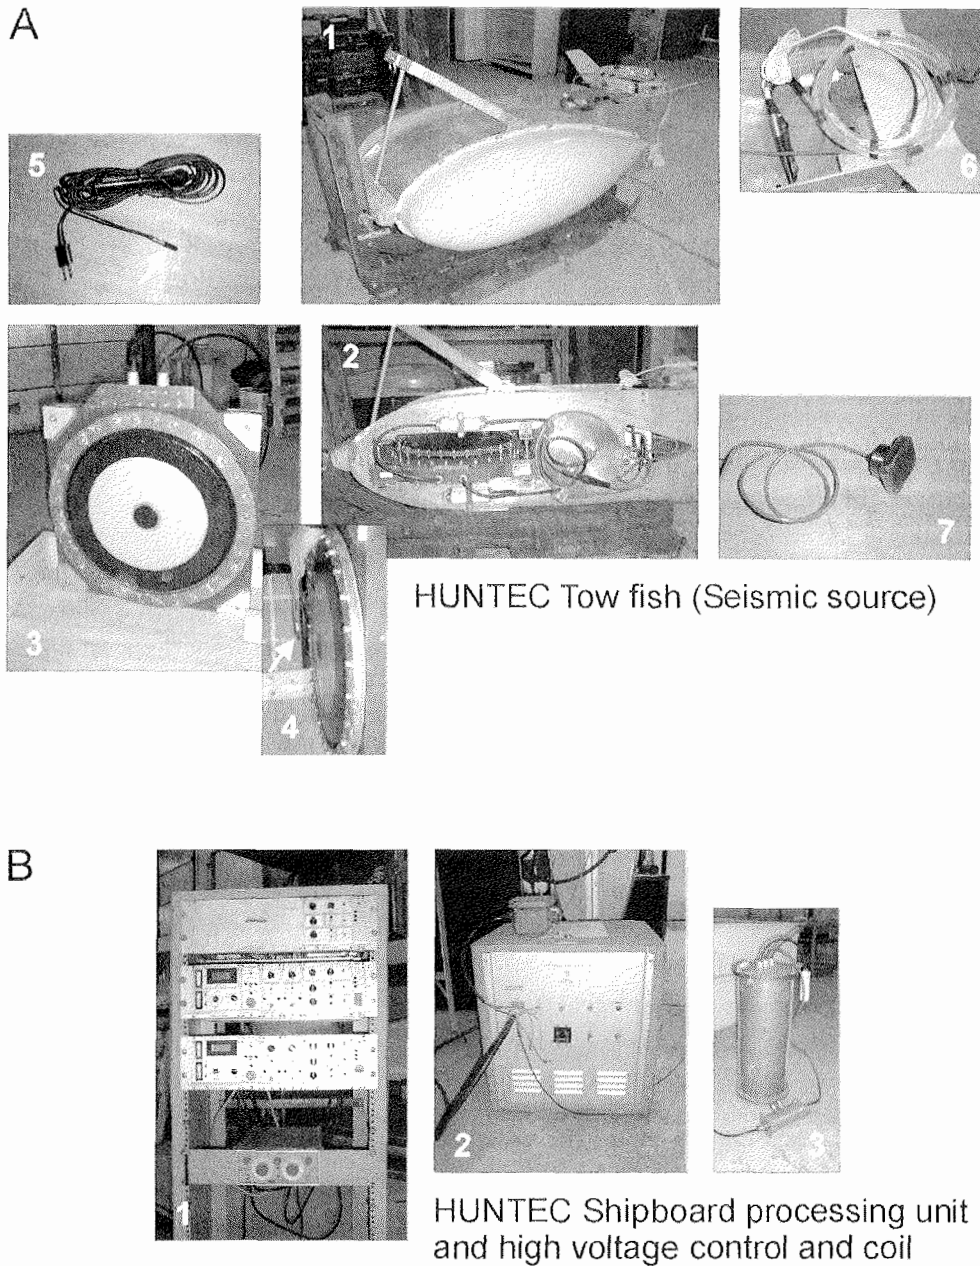 A
1
5
6
2
3
7
HUNTEC Tow fish (Seismic source)
4
B
1
2
3
HUNTEC Shipboard processing unit
and high voltage control and coil